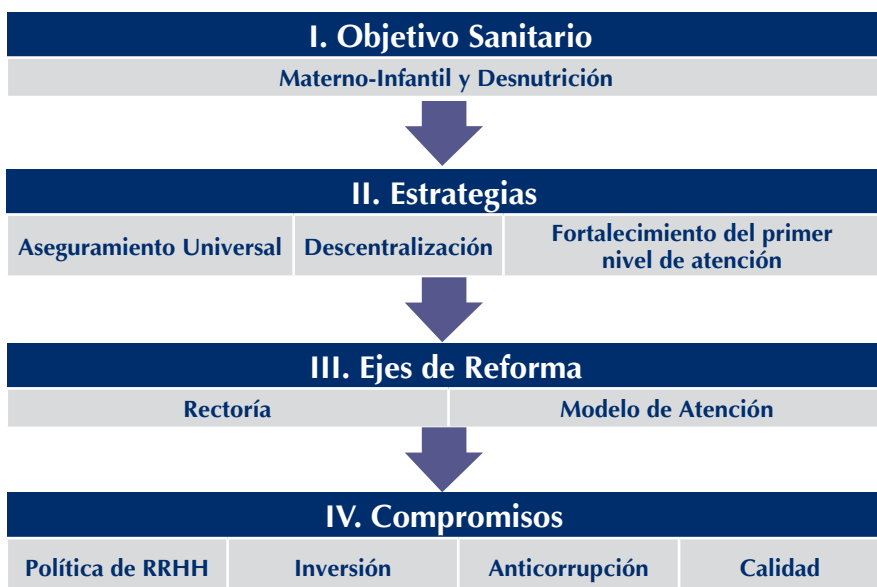 I. Objetivo Sanitario
Materno-Infantil y Desnutrición
II. Estrategias
Aseguramiento Universal
Descentralización
Fortalecimiento del primer
nivel de atención
III. Ejes de Reforma
Rectoría
Modelo de Atención
IV. Compromisos
Política de RRHH
Inversión
Anticorrupción
Calidad